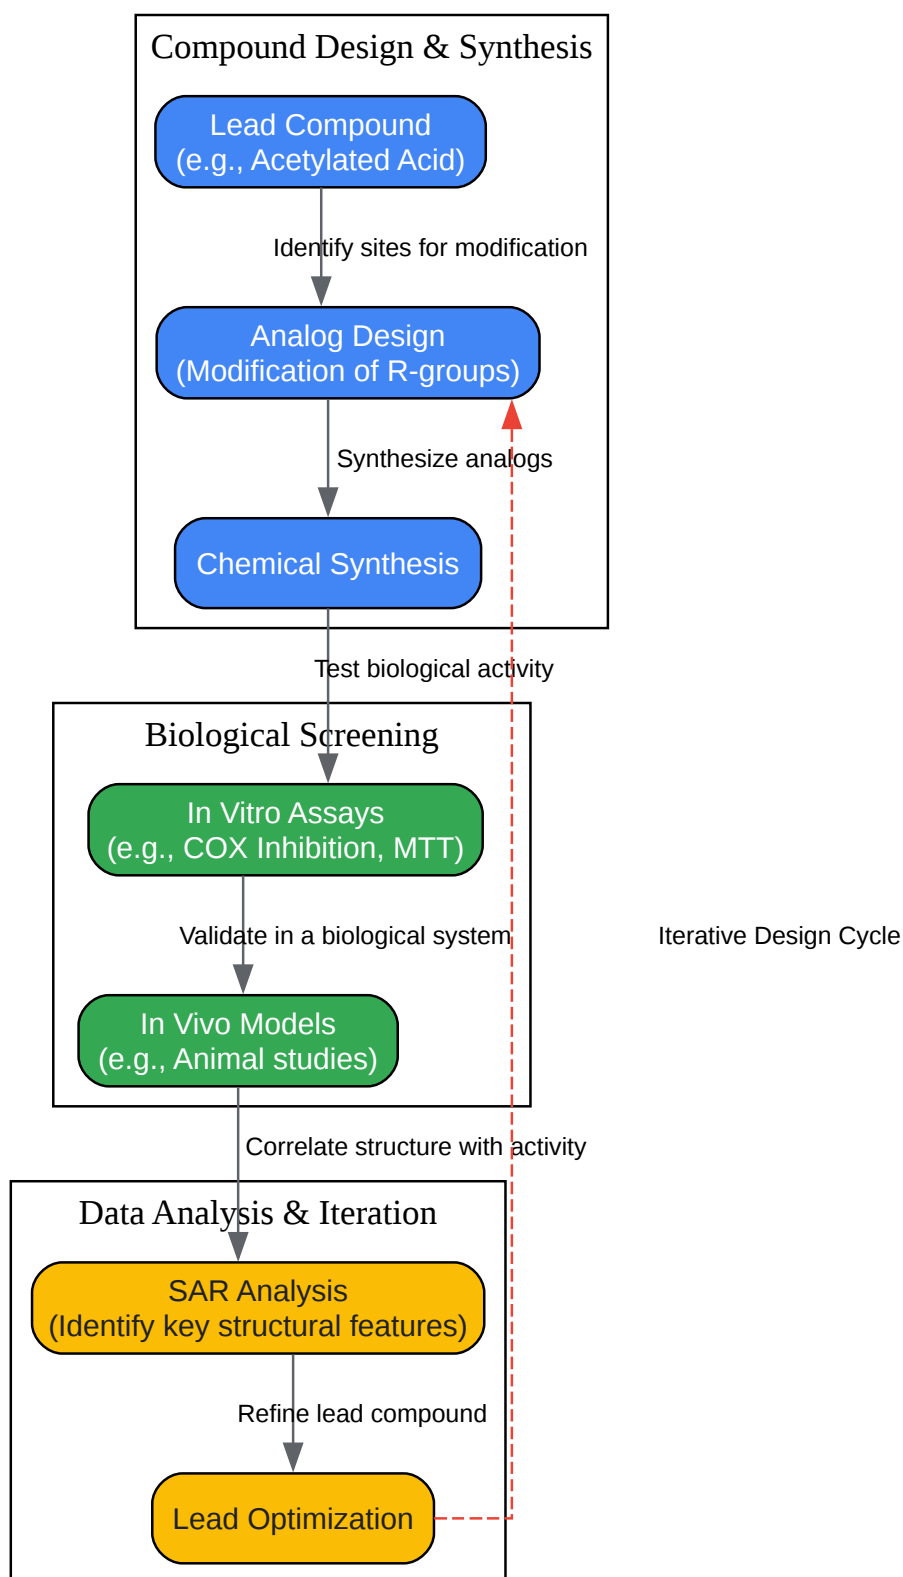 Compound Design & Synthesis
Lead Compound
(e.g., Acetylated Acid)
Identify sites for modification
Analog Design
(Modification of R-groups)
Synthesize analogs
Chemical Synthesis
Test biological activity
Biological Screening
In Vitro Assays
(e.g., COX Inhibition, MTT)
Validate in a biological system
Iterative Design Cycle
In Vivo Models
(e.g., Animal studies)
Correlate structure with activity
Data Analysis & Iteration
SAR Analysis
(Identify key structural features)
Refine lead compound
Lead Optimization